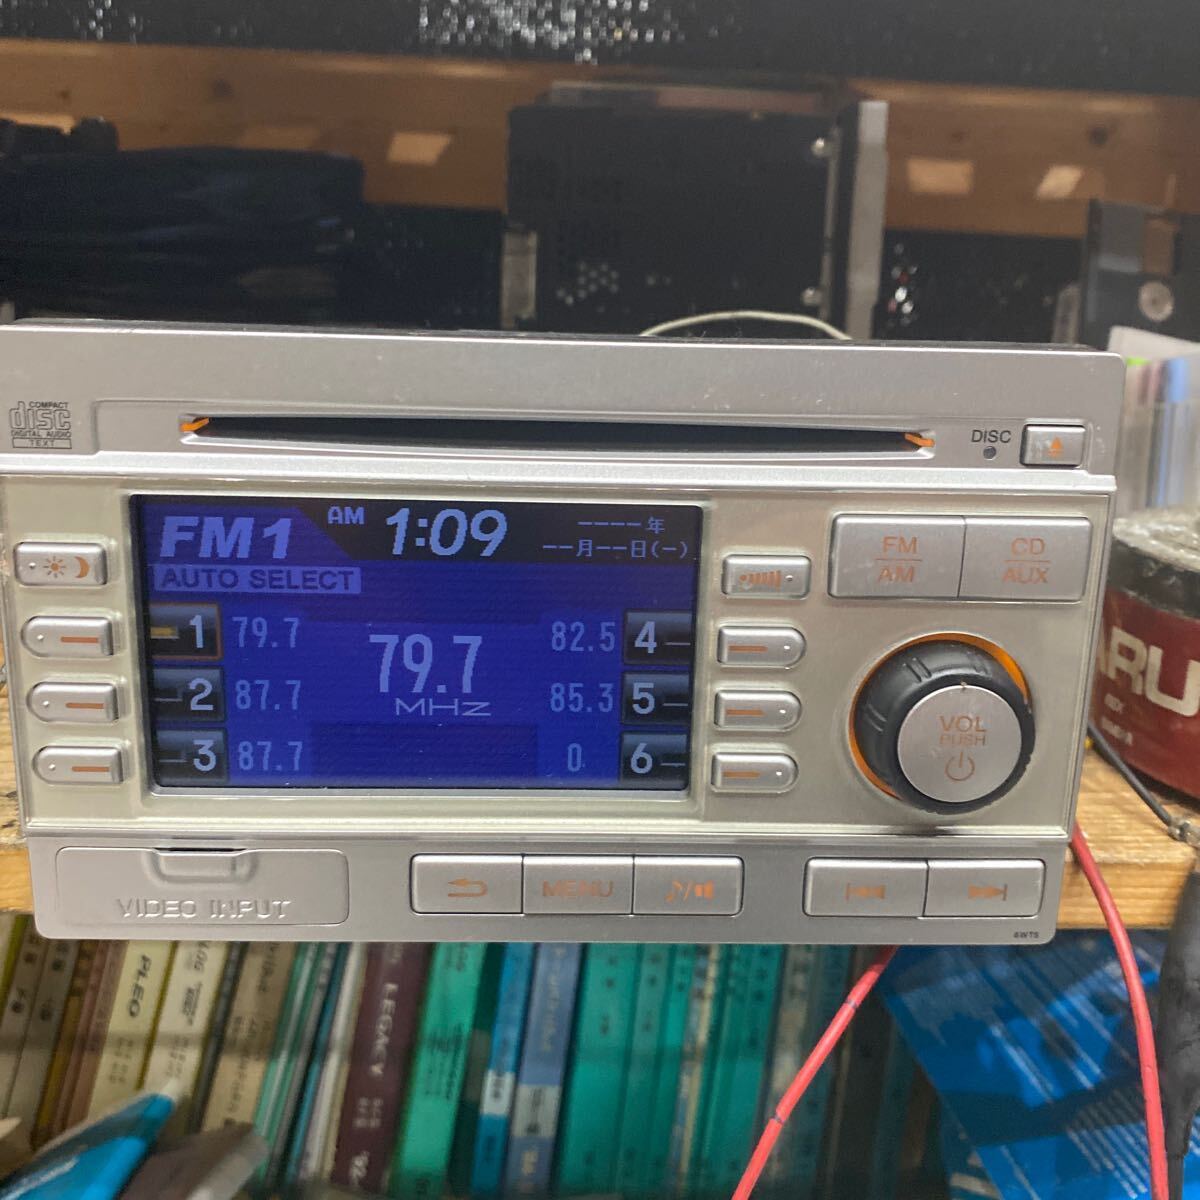 COMPACT
disc
DIGITAL AUDIO
TEXT
DISC
FM1
AM 1:09
----年
--月--日(-)
AUTO SELECT
1 79.7
2 87.7
3 87.7
79.7
MHz
82.5 4
85.3 5
0 6
FM
AM
CD
AUX
VOL
PUSH
VIDEO INPUT
MENU
6WTS
ARU
PLEO
LEGACY